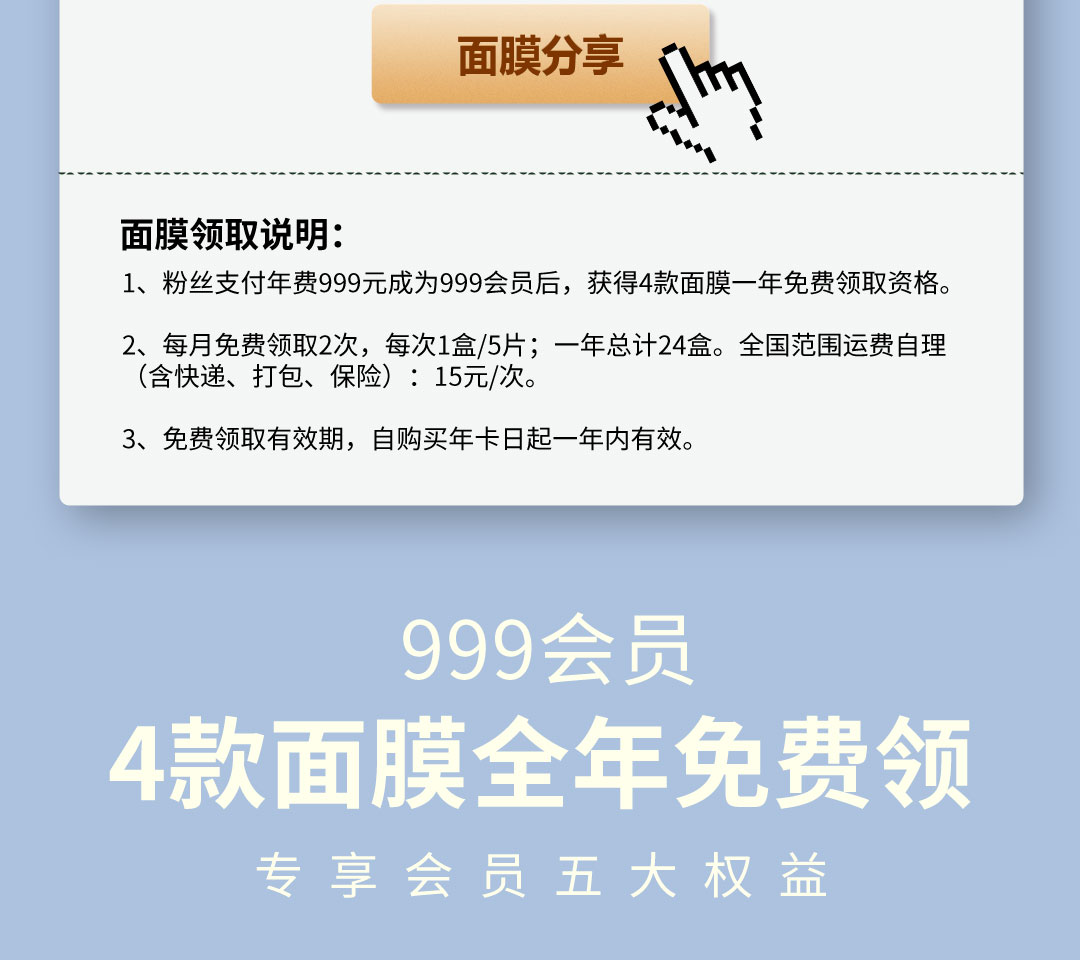 面膜分享
面膜领取说明：
1、粉丝支付年费999元成为999会员后，获得4款面膜一年免费领取资格。
2、每月免费领取2次，每次1盒/5片；一年总计24盒。全国范围运费自理
（含快递、打包、保险）：15元/次。
3、免费领取有效期，自购买年卡日起一年内有效。
999会员
4款面膜全年免费领
专享会员五大权益